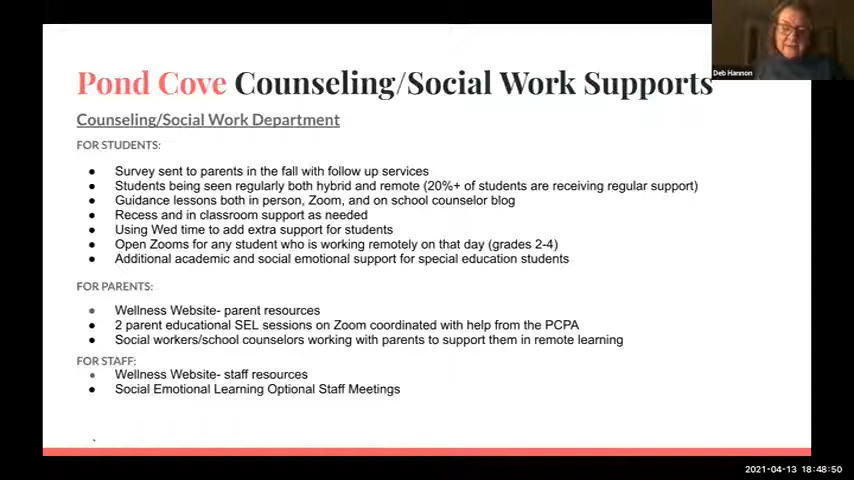 Deb Hannon
Pond Cove Counseling/Social Work Supports
Counseling/Social Work Department
FOR STUDENTS:
● Survey sent to parents in the fall with follow up services
● Students being seen regularly both hybrid and remote (20%+ of students are receiving regular support)
● Guidance lessons both in person, Zoom, and on school counselor blog
● Recess and in classroom support as needed
● Using Wed time to add extra support for students
● Open Zooms for any student who is working remotely on that day (grades 2-4)
● Additional academic and social emotional support for special education students
FOR PARENTS:
● Wellness Website- parent resources
● 2 parent educational SEL sessions on Zoom coordinated with help from the PCPA
● Social workers/school counselors working with parents to support them in remote learning
FOR STAFF:
● Wellness Website- staff resources
● Social Emotional Learning Optional Staff Meetings
2021-04-13 18:48:50